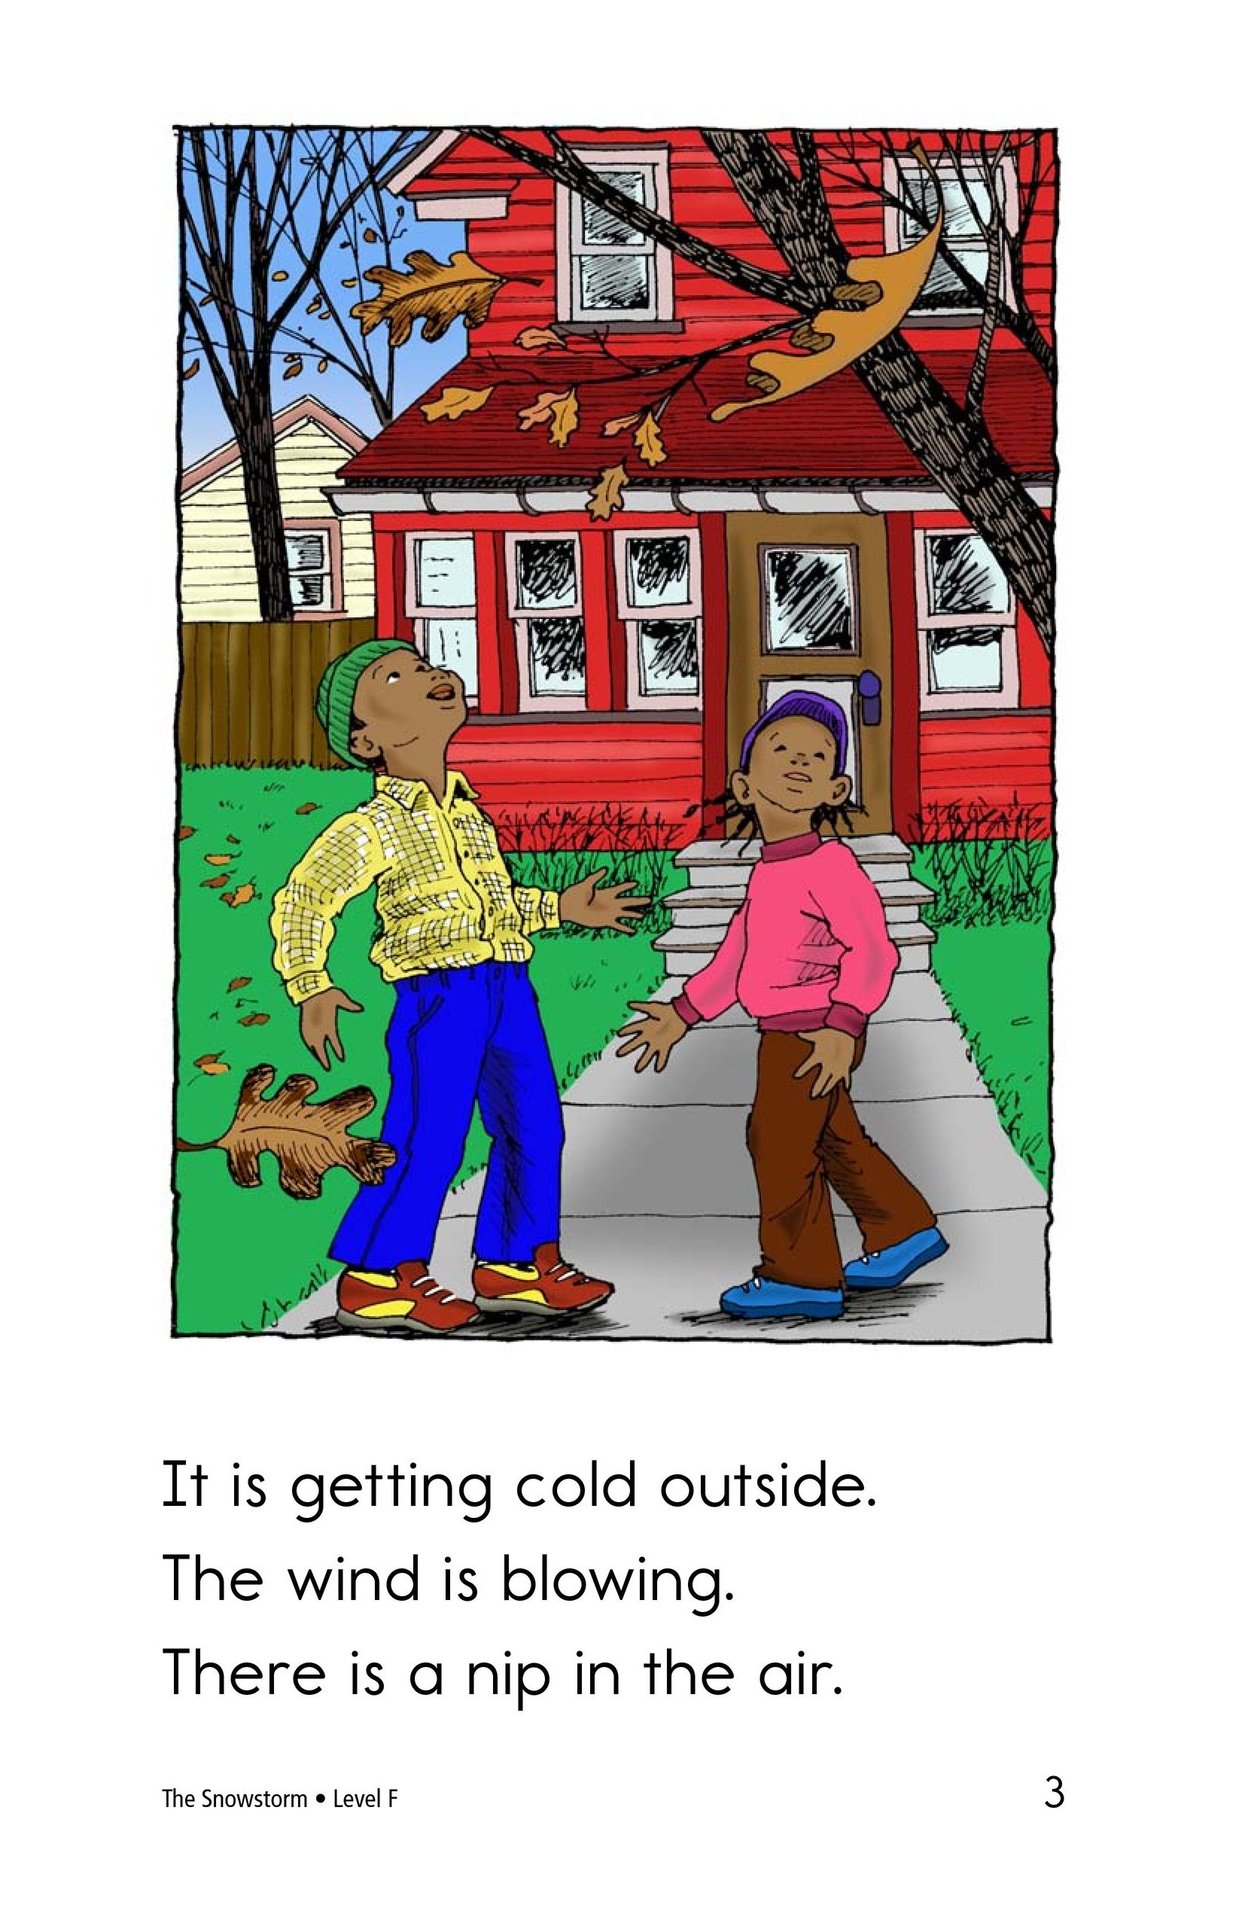 It is getting cold outside.
The wind is blowing.
There is a nip in the air.
The Snowstorm • Level F 3